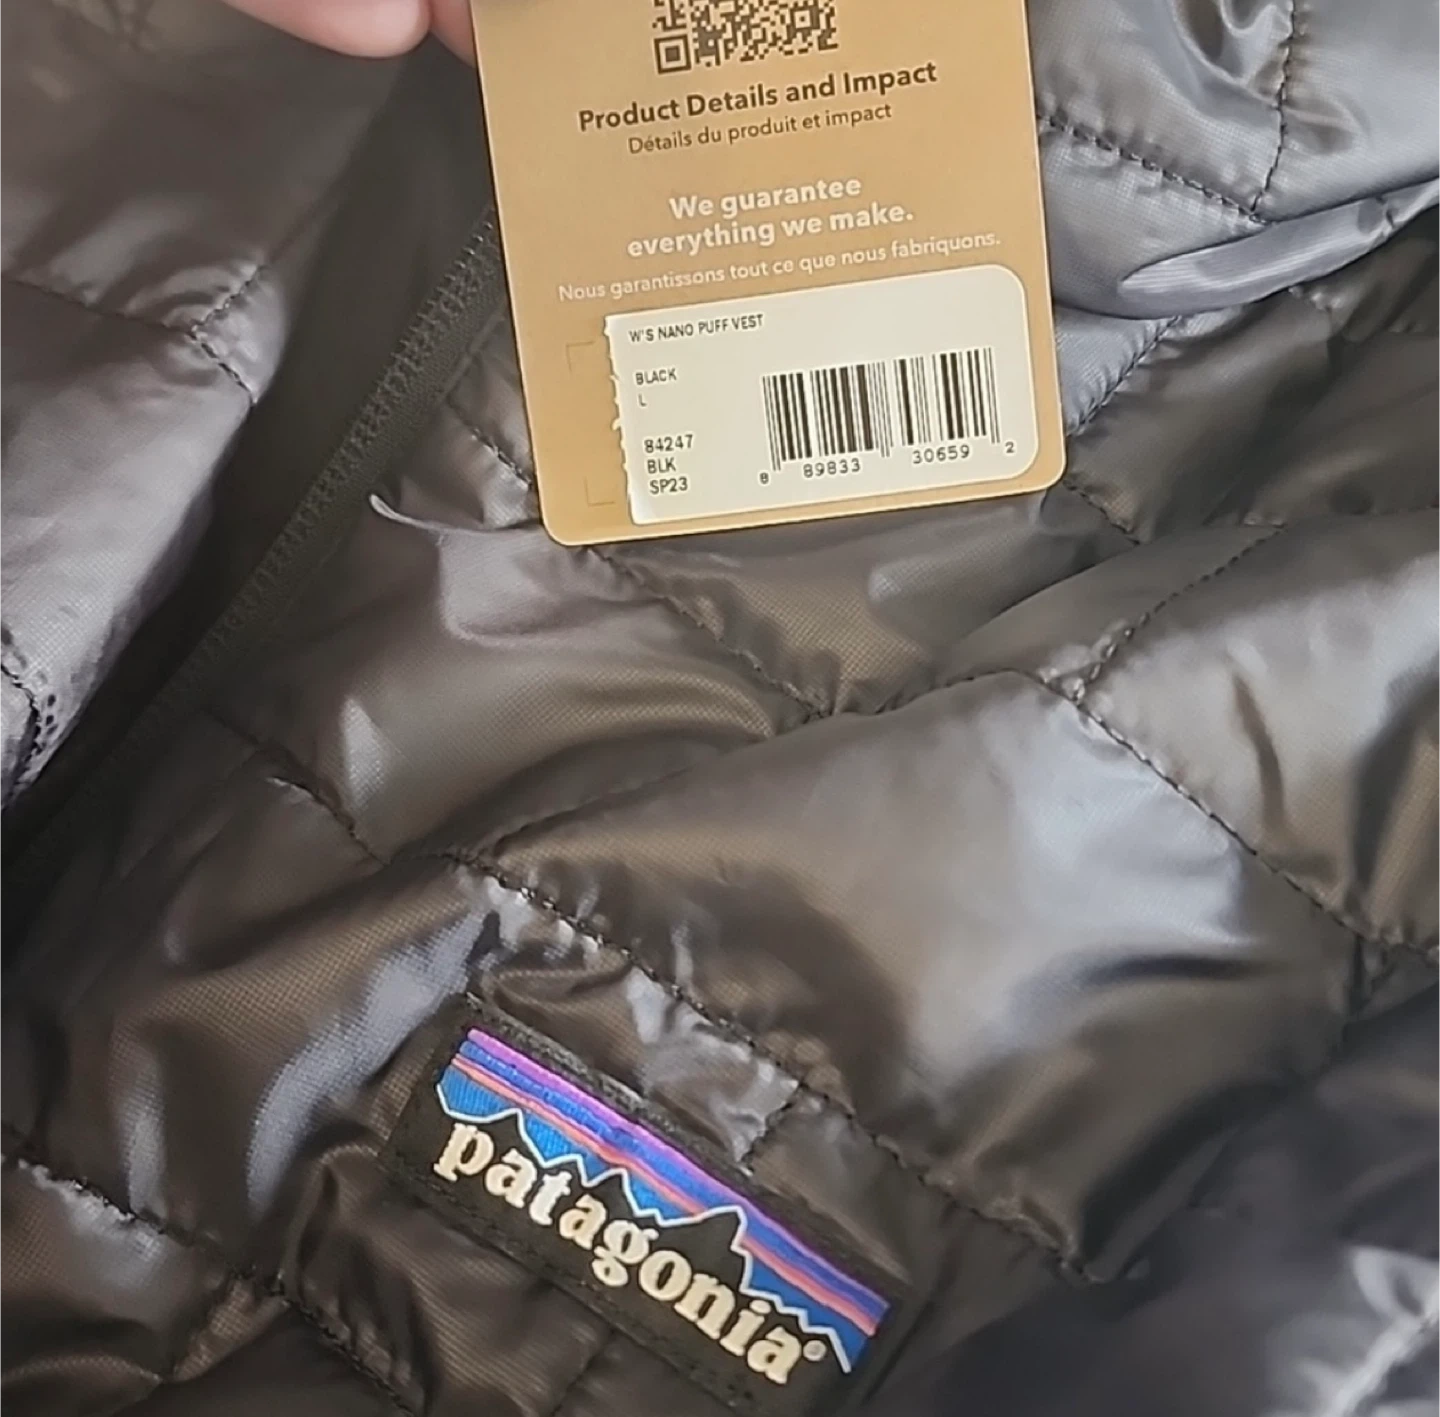 Product Details and Impact
Détails du produit et impact
We guarantee
everything we make.
Nous garantissons tout ce que nous fabriquons.
W'S NANO PUFF VEST
BLACK
L
84247
BLK
SP23
8 89833 30659 2
patagonia®